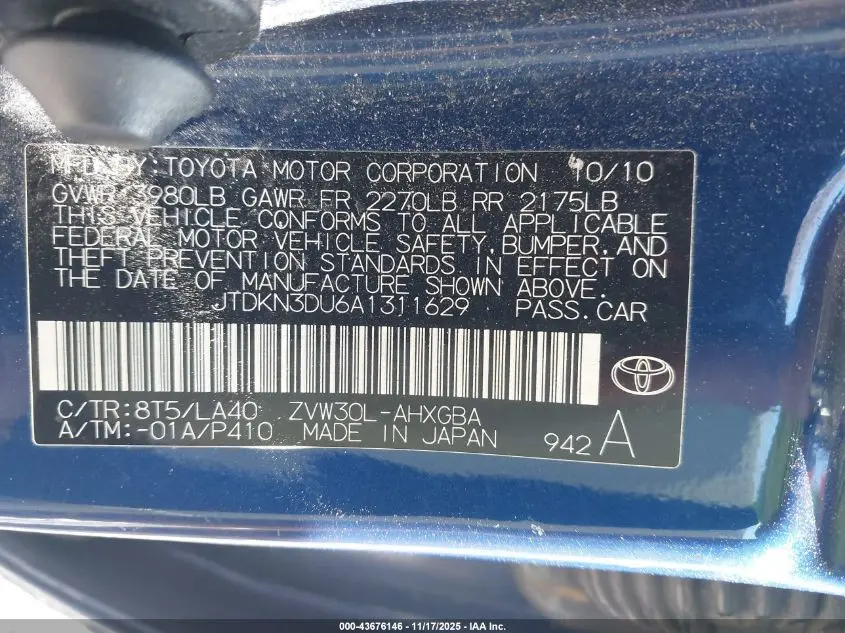 MFD. BY: TOYOTA MOTOR CORPORATION 10/10
GVWR 3980LB GAWR FR 2270LB RR 2175LB
THIS VEHICLE CONFORMS TO ALL APPLICABLE
FEDERAL MOTOR VEHICLE SAFETY, BUMPER, AND
THEFT PREVENTION STANDARDS IN EFFECT ON
THE DATE OF MANUFACTURE SHOWN ABOVE.
JTDKN3DU6A1311629 PASS. CAR
C/TR: 8T5/LA40 ZVW30L-AHXGBA
A/TM: -01A/P410 MADE IN JAPAN 942 A
000-43676146 - 11/17/2025 - IAA Inc.